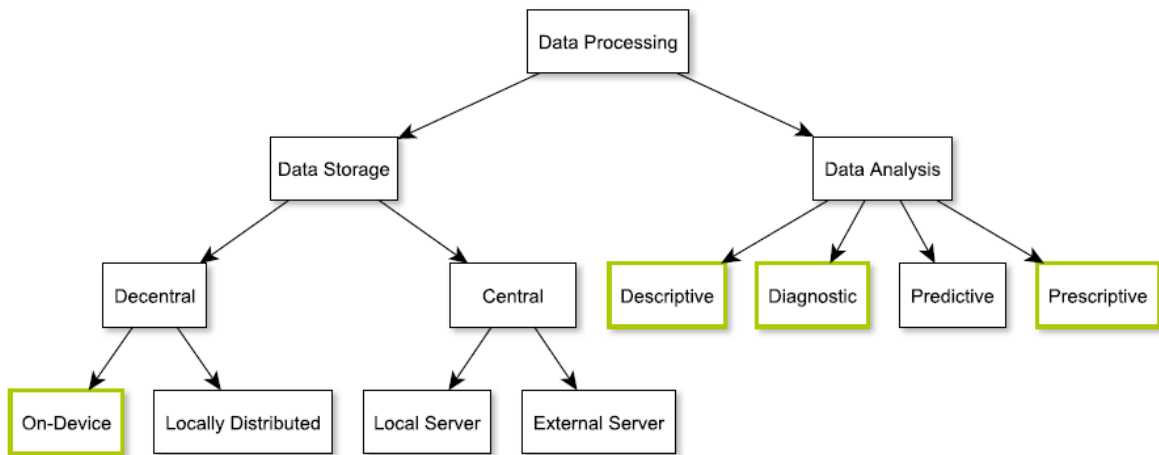 Data Processing
Data Storage
Data Analysis
Decentral
Central
Descriptive
Diagnostic
Predictive
Prescriptive
On-Device
Locally Distributed
Local Server
External Server